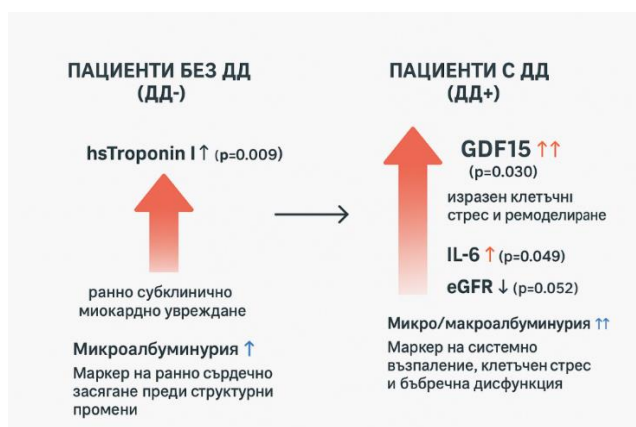 ПАЦИЕНТИ БЕЗ ДД
(ДД-)
hsTroponin I ↑ (p=0.009)
ранно субклинично
миокардно увреждане
Микроалбуминурия ↑
Маркер на ранно сърдечно
засягане преди структурни
промени
ПАЦИЕНТИ С ДД
(ДД+)
GDF15 ↑↑
(p=0.030)
изразен клетъчні
стрес и ремоделиране
IL-6 ↑ (p=0.049)
eGFR ↓ (p=0.052)
Микро/макроалбуминурия ↑↑
Маркер на системно
възпаление, клетъчен стрес
и бъбречна дисфункция